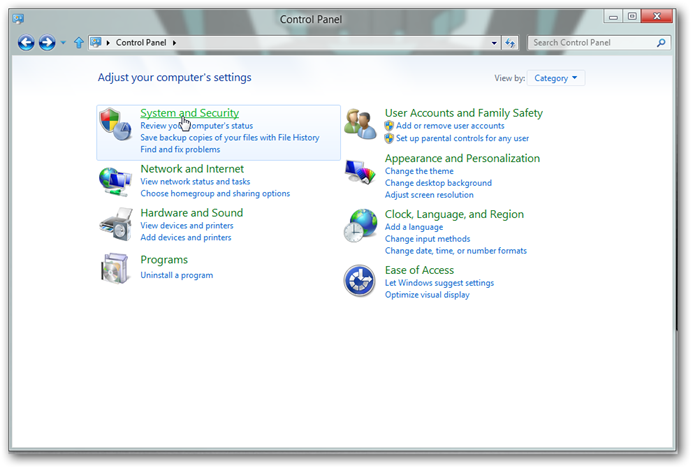 Control Panel
Control Panel
Search Control Panel
Adjust your computer's settings
View by: Category
System and Security
Review your computer's status
Save backup copies of your files with File History
Find and fix problems
Network and Internet
View network status and tasks
Choose homegroup and sharing options
Hardware and Sound
View devices and printers
Add devices and printers
Programs
Uninstall a program
User Accounts and Family Safety
Add or remove user accounts
Set up parental controls for any user
Appearance and Personalization
Change the theme
Change desktop background
Adjust screen resolution
Clock, Language, and Region
Add a language
Change input methods
Change date, time, or number formats
Ease of Access
Let Windows suggest settings
Optimize visual display